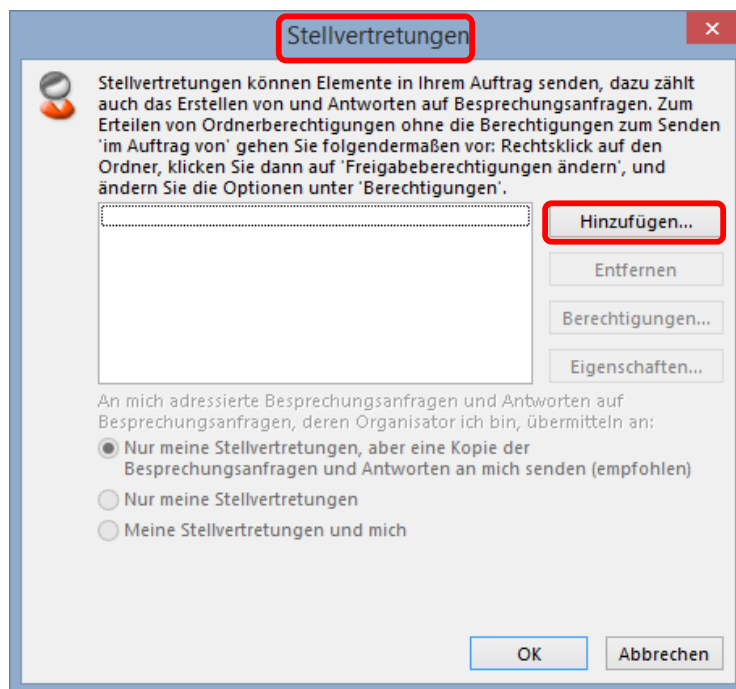 Stellvertretungen
Stellvertretungen können Elemente in Ihrem Auftrag senden, dazu zählt
auch das Erstellen von und Antworten auf Besprechungsanfragen. Zum
Erteilen von Ordnerberechtigungen ohne die Berechtigungen zum Senden
'im Auftrag von' gehen Sie folgendermaßen vor: Rechtsklick auf den
Ordner, klicken Sie dann auf 'Freigabeberechtigungen ändern', und
ändern Sie die Optionen unter 'Berechtigungen'.
Hinzufügen...
Entfernen
Berechtigungen...
Eigenschaften...
An mich adressierte Besprechungsanfragen und Antworten auf
Besprechungsanfragen, deren Organisator ich bin, übermitteln an:
Nur meine Stellvertretungen, aber eine Kopie der
Besprechungsanfragen und Antworten an mich senden (empfohlen)
Nur meine Stellvertretungen
Meine Stellvertretungen und mich
OK
Abbrechen